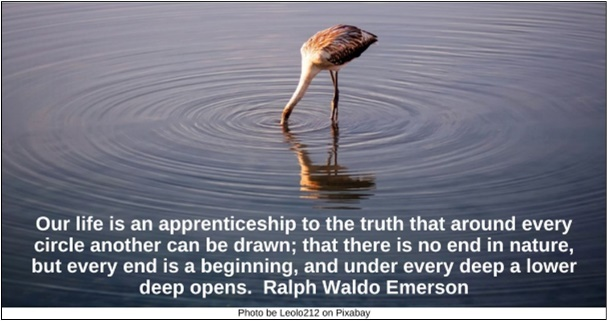 Our life is an apprenticeship to the truth that around every
circle another can be drawn; that there is no end in nature,
but every end is a beginning, and under every deep a lower
deep opens.  Ralph Waldo Emerson
Photo be Leolo212 on Pixabay